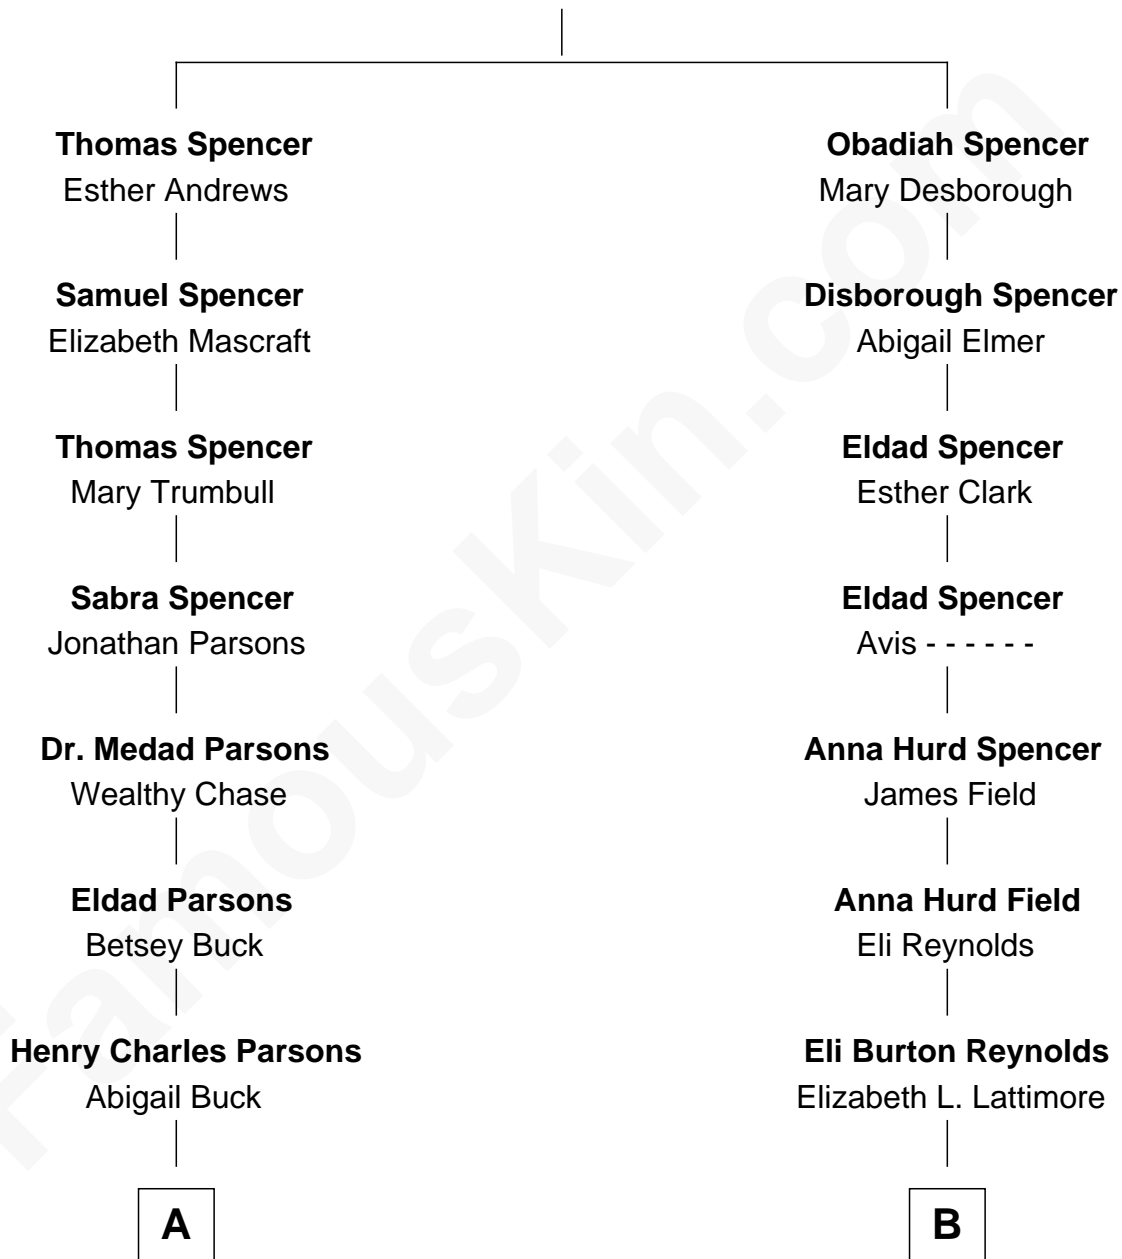 Thomas Spencer
Esther Andrews
Obadiah Spencer
Mary Desborough
Samuel Spencer
Elizabeth Mascraft
Disborough Spencer
Abigail Elmer
Thomas Spencer
Mary Trumbull
Eldad Spencer
Esther Clark
Sabra Spencer
Jonathan Parsons
Eldad Spencer
Avis - - - - - -
Dr. Medad Parsons
Wealthy Chase
Anna Hurd Spencer
James Field
Eldad Parsons
Betsey Buck
Anna Hurd Field
Eli Reynolds
Henry Charles Parsons
Abigail Buck
Eli Burton Reynolds
Elizabeth L. Lattimore
A
B
FamousKin.com